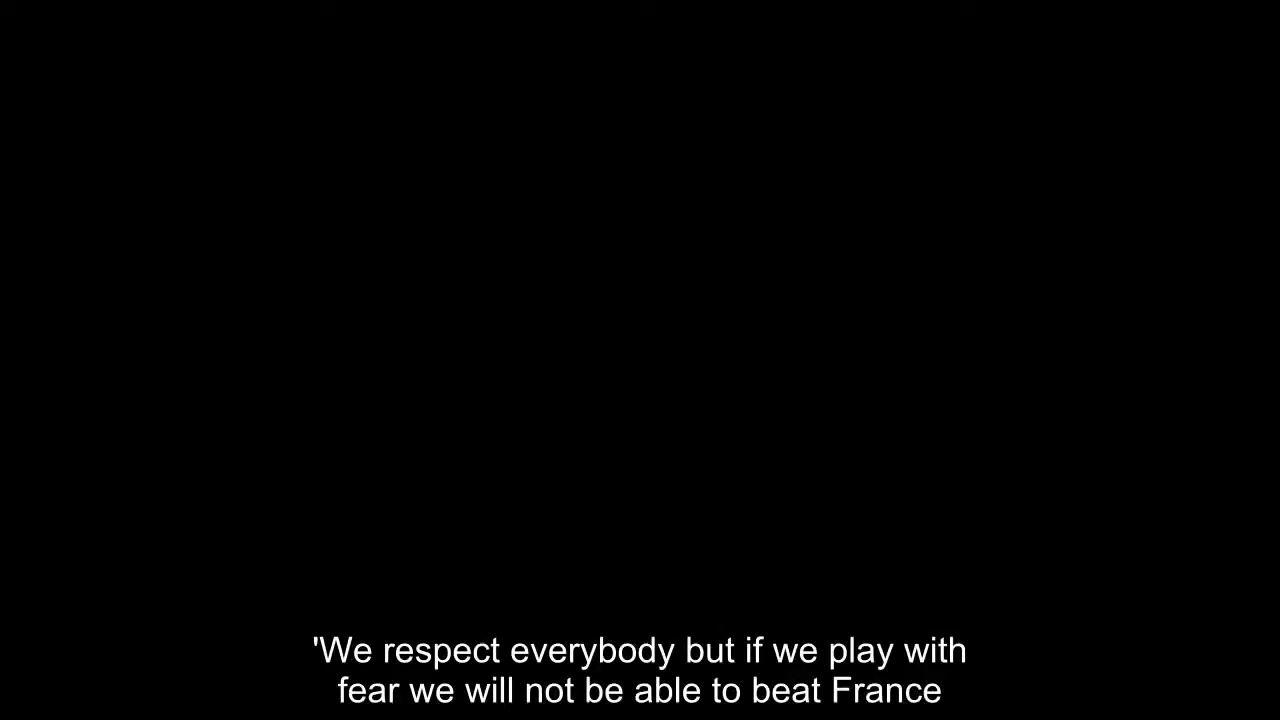 'We respect everybody but if we play with
fear we will not be able to beat France